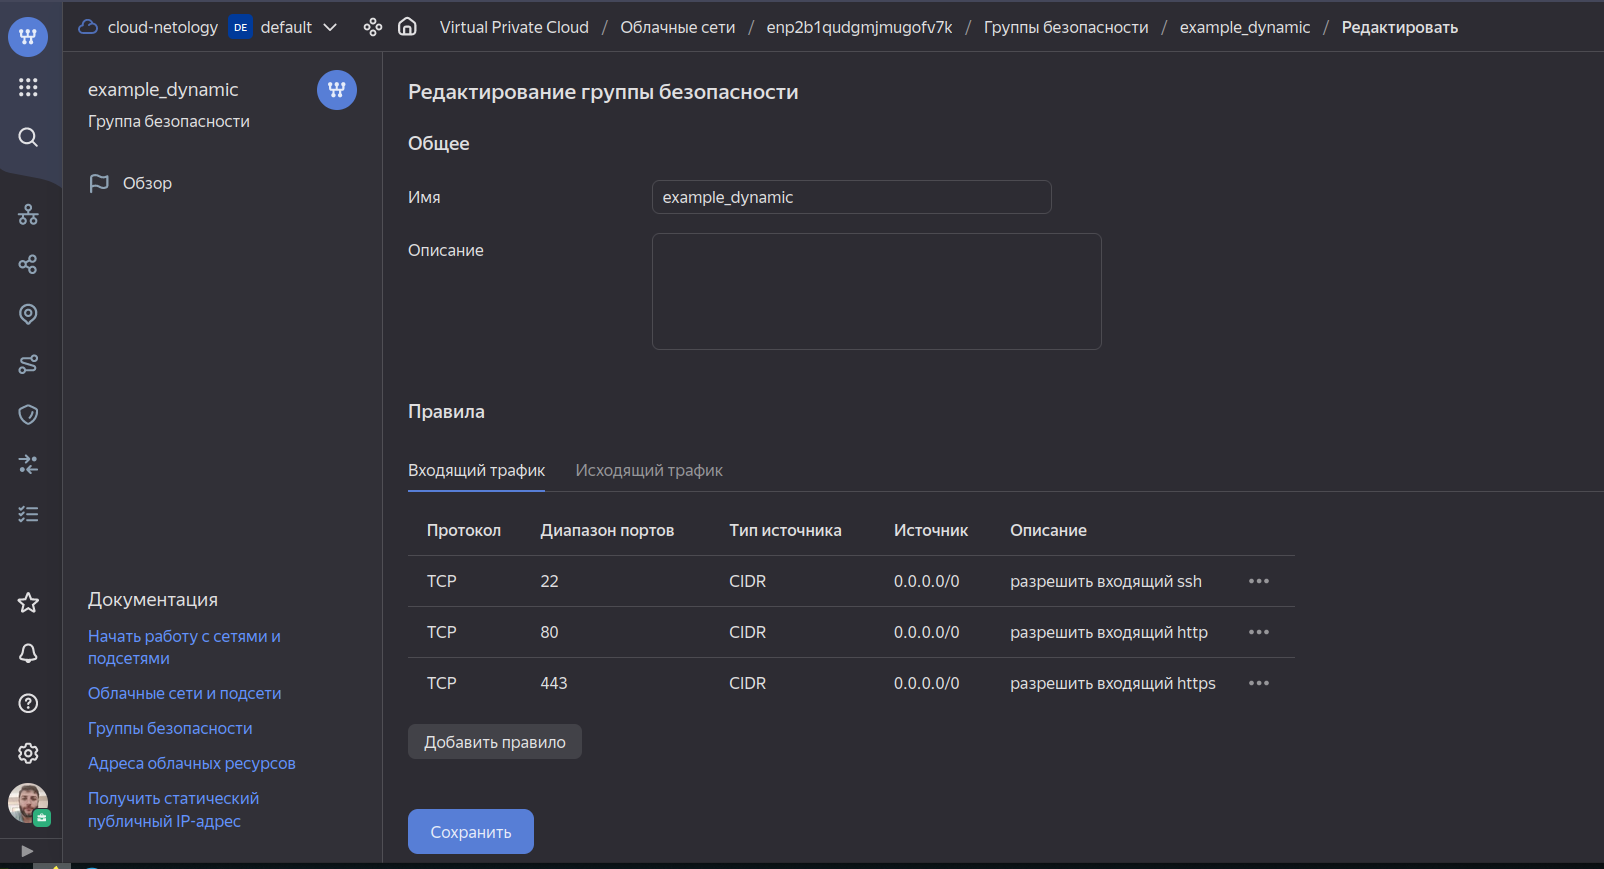 cloud-netology DE default Virtual Private Cloud / Облачные сети / enp2b1qudgmjmugofv7k / Группы безопасности / example_dynamic / Редактировать
example_dynamic
Группа безопасности
Обзор
Документация
Начать работу с сетями и
подсетями
Облачные сети и подсети
Группы безопасности
Адреса облачных ресурсов
Получить статический
публичный IP-адрес
Редактирование группы безопасности
Общее
Имя example_dynamic
Описание
Правила
Входящий трафик Исходящий трафик
Протокол Диапазон портов Тип источника Источник Описание
TCP 22 CIDR 0.0.0.0/0 разрешить входящий ssh
TCP 80 CIDR 0.0.0.0/0 разрешить входящий http
TCP 443 CIDR 0.0.0.0/0 разрешить входящий https
Добавить правило
Сохранить